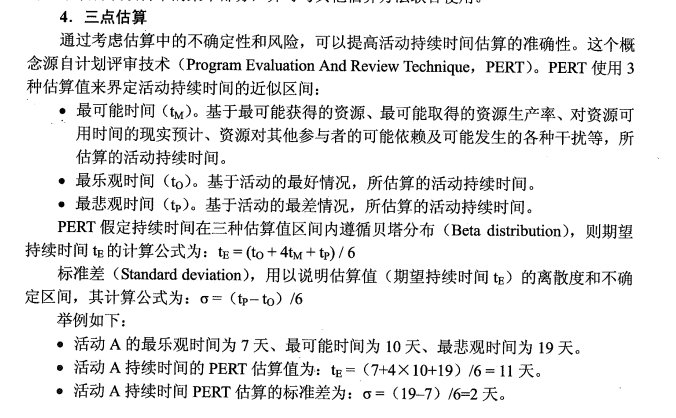 4．三点估算
通过考虑估算中的不确定性和风险，可以提高活动持续时间估算的准确性。这个概
念源自计划评审技术（Program Evaluation And Review Technique，PERT）。PERT 使用 3
种估算值来界定活动持续时间的近似区间：
• 最可能时间（tM）。基于最可能获得的资源、最可能取得的资源生产率、对资源可
用时间的现实预计、资源对其他参与者的可能依赖及可能发生的各种干扰等，所
估算的活动持续时间。
• 最乐观时间（tO）。基于活动的最好情况，所估算的活动持续时间。
• 最悲观时间（tP）。基于活动的最差情况，所估算的活动持续时间。
PERT 假定持续时间在三种估算值区间内遵循贝塔分布（Beta distribution），则期望
持续时间 tE 的计算公式为：tE = (tO + 4tM + tP) / 6
标准差（Standard deviation），用以说明估算值（期望持续时间 tE）的离散度和不确
定区间，其计算公式为：σ =（tP – tO）/6
举例如下：
• 活动 A 的最乐观时间为 7 天、最可能时间为 10 天、最悲观时间为 19 天。
• 活动 A 持续时间的 PERT 估算值为：tE =（7+4×10+19）/6 = 11 天。
• 活动 A 持续时间 PERT 估算的标准差为：σ =（19–7）/6=2 天。